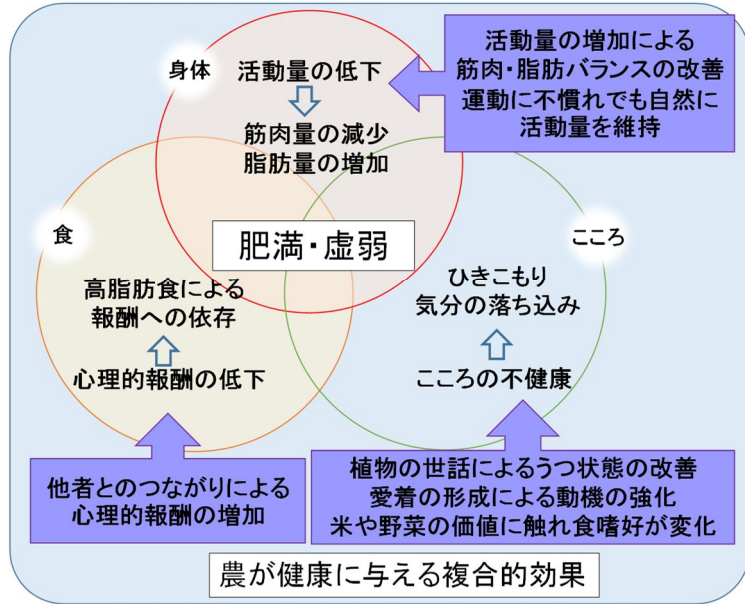 身体
活動量の低下
筋肉量の減少
脂肪量の増加
活動量の増加による
筋肉・脂肪バランスの改善
運動に不慣れでも自然に
活動量を維持
食
肥満・虚弱
こころ
高脂肪食による
報酬への依存
心理的報酬の低下
ひきこもり
気分の落ち込み
こころの不健康
他者とのつながりによる
心理的報酬の増加
植物の世話によるうつ状態の改善
愛着の形成による動機の強化
米や野菜の価値に触れ食嗜好が変化
農が健康に与える複合的効果